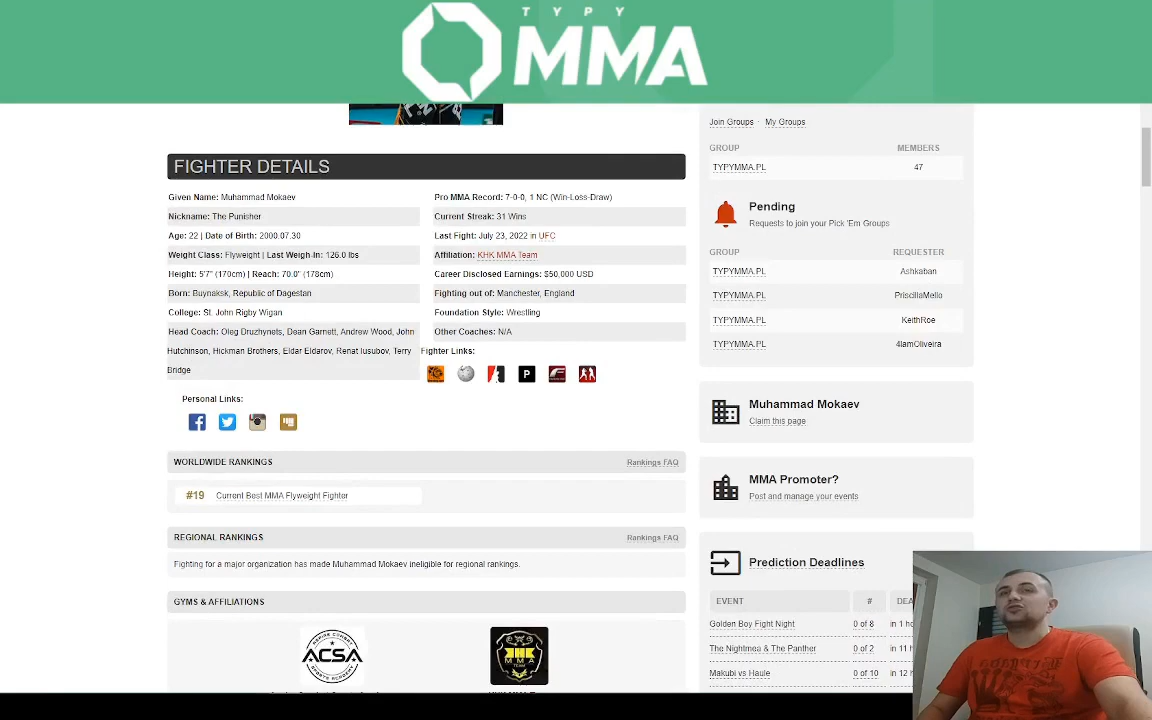 TYPY
MMA
FIGHTER DETAILS
Given Name: Muhammad Mokaev
Nickname: The Punisher
Age: 22 | Date of Birth: 2000.07.30
Weight Class: Flyweight | Last Weigh-In: 126.0 lbs
Height: 5'7" (170cm) | Reach: 70.0" (178cm)
Born: Buynaksk, Republic of Dagestan
College: St. John Rigby Wigan
Head Coach: Oleg Druzhynets, Dean Garnett, Andrew Wood, John
Hutchinson, Hickman Brothers, Eldar Eldarov, Renat Iusubov, Terry
Bridge
Pro MMA Record: 7-0-0, 1 NC (Win-Loss-Draw)
Current Streak: 31 Wins
Last Fight: July 23, 2022 in UFC
Affiliation: KHK MMA Team
Career Disclosed Earnings: $50,000 USD
Fighting out of: Manchester, England
Foundation Style: Wrestling
Other Coaches: N/A
Fighter Links:
P
Personal Links:
WORLDWIDE RANKINGS
Rankings FAQ
#19 Current Best MMA Flyweight Fighter
REGIONAL RANKINGS
Rankings FAQ
Fighting for a major organization has made Muhammad Mokaev ineligible for regional rankings.
GYMS & AFFILIATIONS
ACSA
KHK
MMA
TEAM
Join Groups · My Groups
GROUP MEMBERS
TYPYMMA.PL 47
Pending
Requests to join your Pick 'Em Groups
GROUP REQUESTER
TYPYMMA.PL Ashkaban
TYPYMMA.PL PriscillaMello
TYPYMMA.PL KeithRoe
TYPYMMA.PL 4IamOliveira
Muhammad Mokaev
Claim this page
MMA Promoter?
Post and manage your events
Prediction Deadlines
EVENT # DEA
Golden Boy Fight Night 0 of 8 in 1 h
The Nightmea & The Panther 0 of 2 in 11 h
Makubi vs Haule 0 of 10 in 12 h